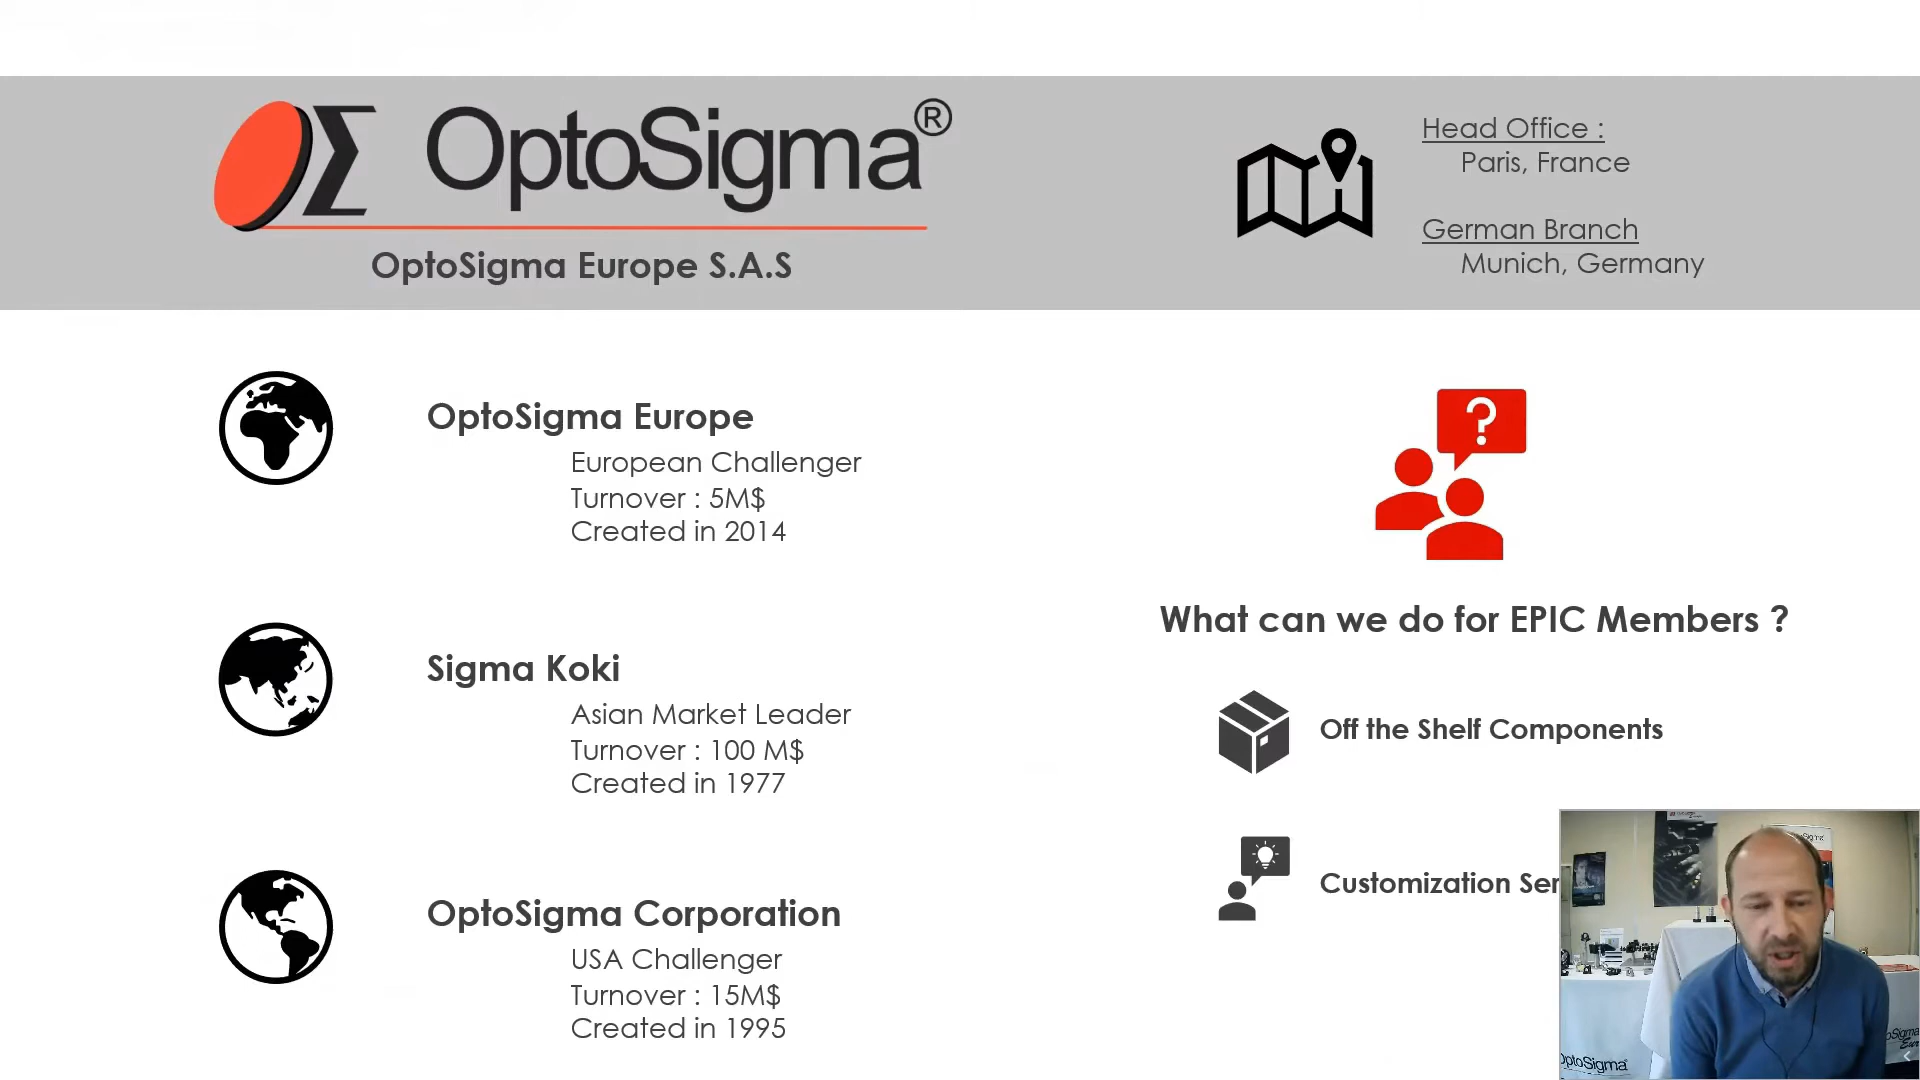 OptoSigma®
OptoSigma Europe S.A.S
Head Office :
Paris, France
German Branch
Munich, Germany
OptoSigma Europe
European Challenger
Turnover : 5M$
Created in 2014
Sigma Koki
Asian Market Leader
Turnover : 100 M$
Created in 1977
OptoSigma Corporation
USA Challenger
Turnover : 15M$
Created in 1995
?
What can we do for EPIC Members ?
Off the Shelf Components
Customization Ser
ptoSigma